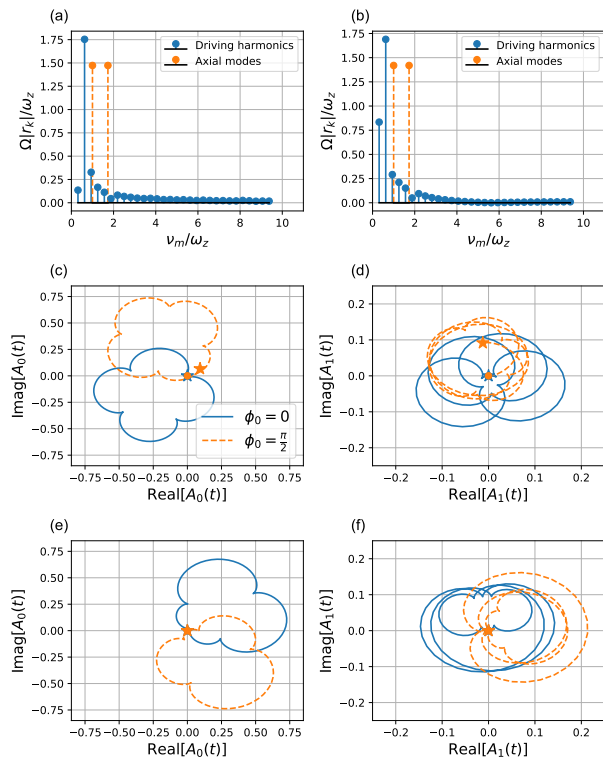 (a)
(b)
Ω|r_k|/ω_z
1.75
1.50
1.25
1.00
0.75
0.50
0.25
0.00
Driving harmonics
Axial modes
0 2 4 6 8 10
ν_m/ω_z
Ω|r_k|/ω_z
1.75
1.50
1.25
1.00
0.75
0.50
0.25
0.00
Driving harmonics
Axial modes
0 2 4 6 8 10
ν_m/ω_z
(c)
(d)
Imag[A_0(t)]
0.75
0.50
0.25
0.00
−0.25
−0.50
−0.75
ϕ_0 = 0
ϕ_0 = π/2
−0.75 −0.50 −0.25 0.00 0.25 0.50 0.75
Real[A_0(t)]
Imag[A_1(t)]
0.2
0.1
0.0
−0.1
−0.2
−0.2 −0.1 0.0 0.1 0.2
Real[A_1(t)]
(e)
(f)
Imag[A_0(t)]
0.75
0.50
0.25
0.00
−0.25
−0.50
−0.75
−0.75 −0.50 −0.25 0.00 0.25 0.50 0.75
Real[A_0(t)]
Imag[A_1(t)]
0.2
0.1
0.0
−0.1
−0.2
−0.2 −0.1 0.0 0.1 0.2
Real[A_1(t)]